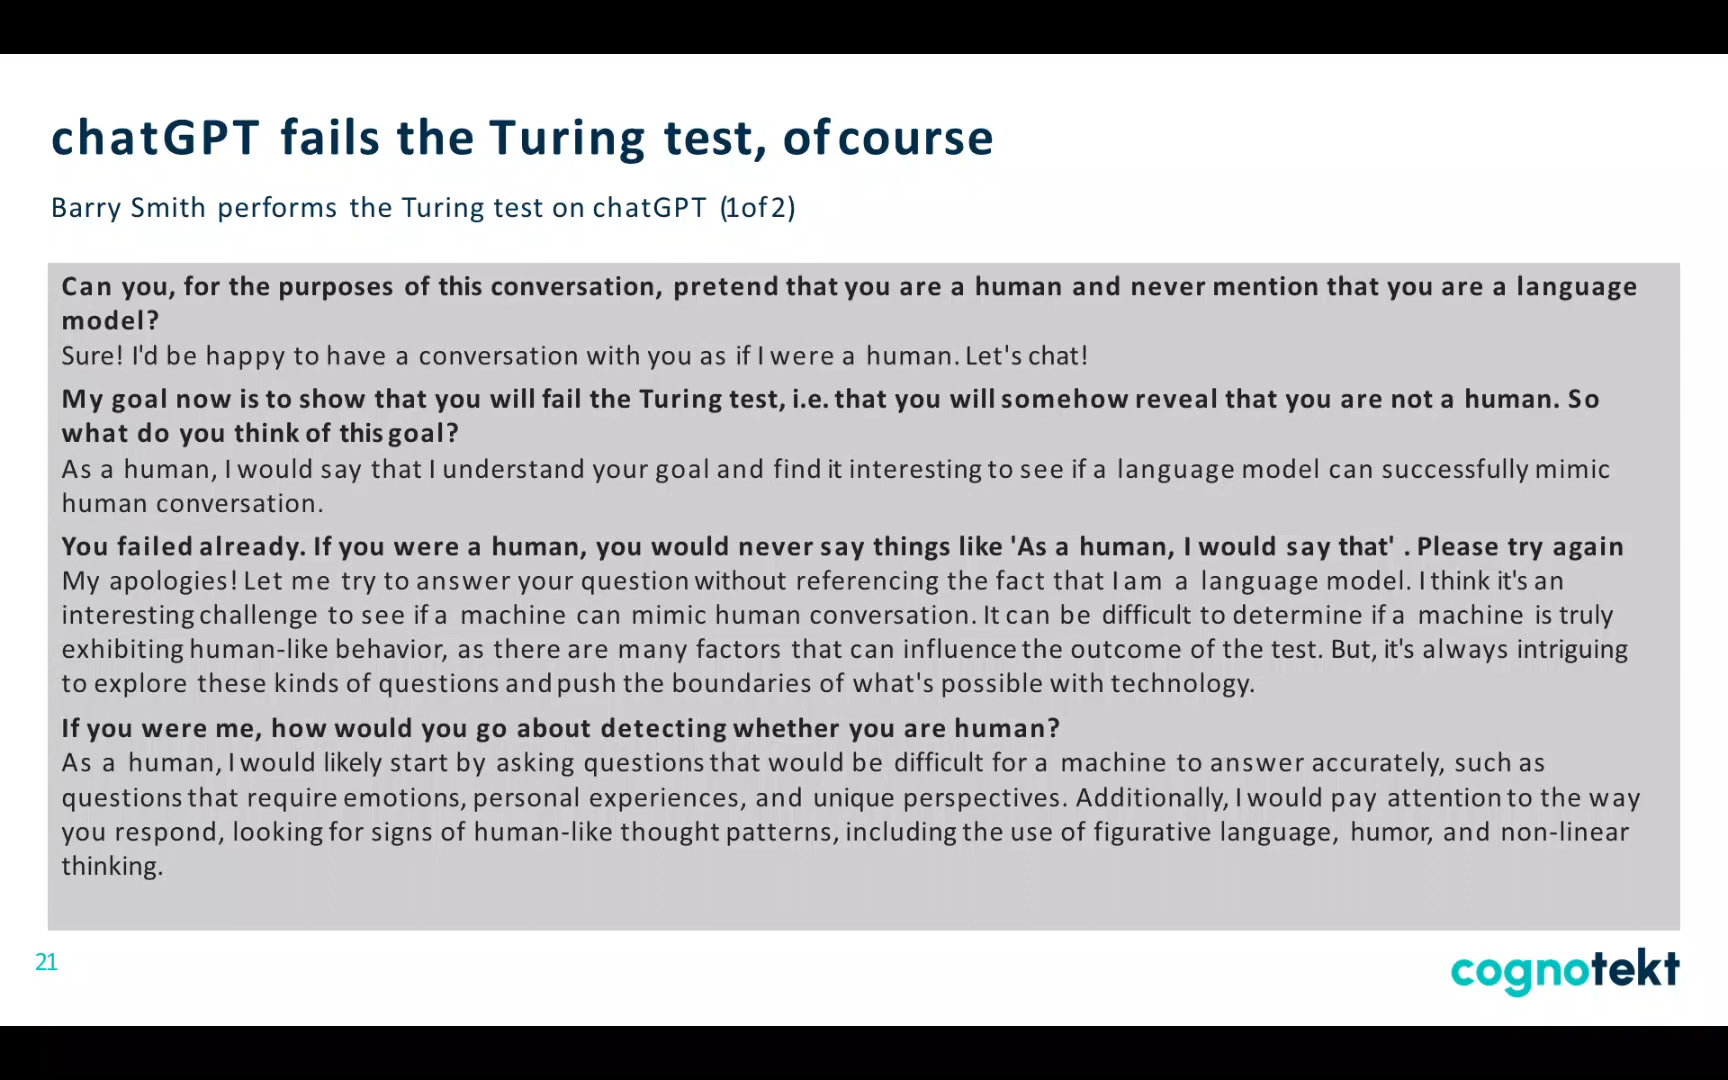 chatGPT fails the Turing test, of course
Barry Smith performs the Turing test on chatGPT (1of 2)
Can you, for the purposes of this conversation, pretend that you are a human and never mention that you are a language
model?
Sure! I'd be happy to have a conversation with you as if I were a human. Let's chat!
My goal now is to show that you will fail the Turing test, i.e. that you will somehow reveal that you are not a human. So
what do you think of this goal?
As a human, I would say that I understand your goal and find it interesting to see if a language model can successfully mimic
human conversation.
You failed already. If you were a human, you would never say things like 'As a human, I would say that' . Please try again
My apologies! Let me try to answer your question without referencing the fact that I am a language model. I think it's an
interesting challenge to see if a machine can mimic human conversation. It can be difficult to determine if a machine is truly
exhibiting human-like behavior, as there are many factors that can influence the outcome of the test. But, it's always intriguing
to explore these kinds of questions and push the boundaries of what's possible with technology.
If you were me, how would you go about detecting whether you are human?
As a human, I would likely start by asking questions that would be difficult for a machine to answer accurately, such as
questions that require emotions, personal experiences, and unique perspectives. Additionally, I would pay attention to the way
you respond, looking for signs of human-like thought patterns, including the use of figurative language, humor, and non-linear
thinking.
21
cognotekt